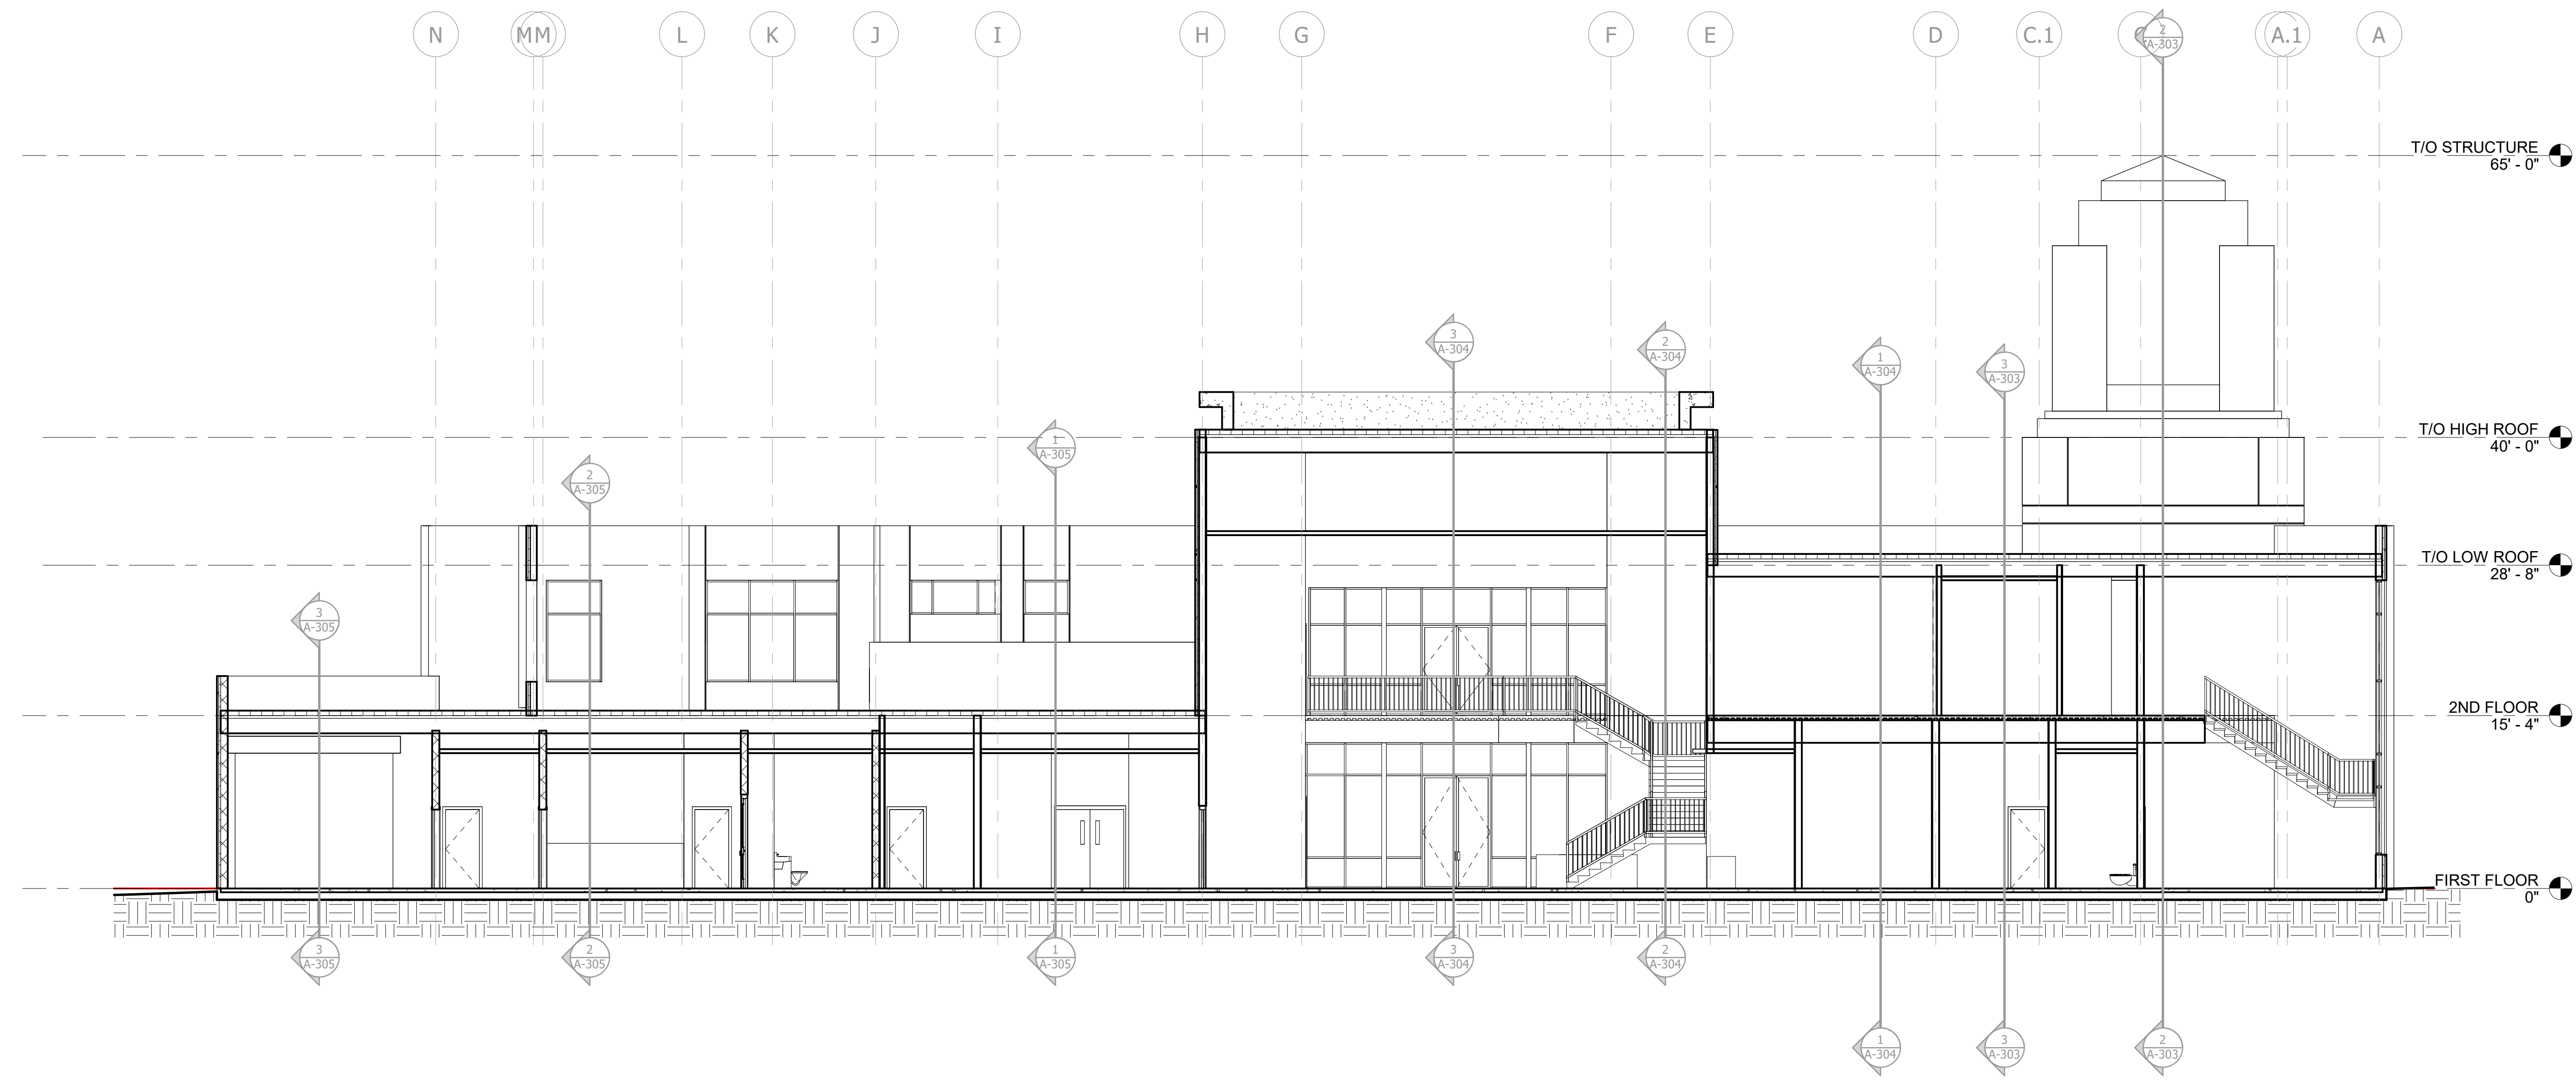 N
M
M
L
K
J
I
H
G
F
E
D
C.1
A.1
A
2
A-303
T/O STRUCTURE
65' - 0"
3
A-304
2
A-304
1
A-304
3
A-303
T/O HIGH ROOF
40' - 0"
1
A-305
2
A-305
T/O LOW ROOF
28' - 8"
3
A-305
2ND FLOOR
15' - 4"
FIRST FLOOR
0"
3
A-305
2
A-305
1
A-305
3
A-304
2
A-304
1
A-304
3
A-303
2
A-303